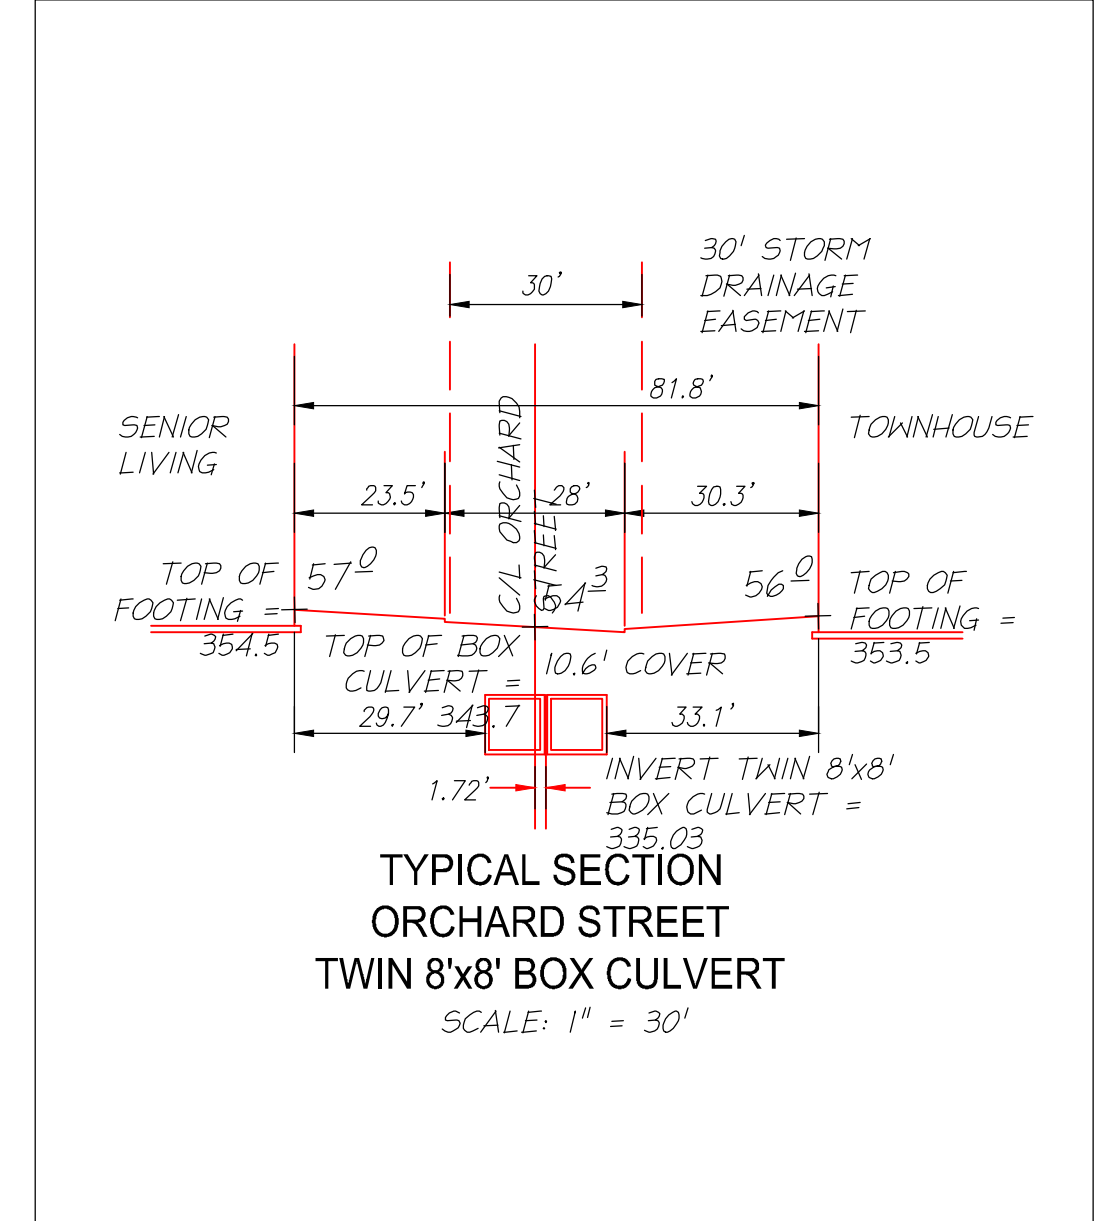 30' STORM
DRAINAGE
EASEMENT
30'
81.8'
SENIOR
LIVING
TOWNHOUSE
C/L ORCHARD
STREET
23.5'
28'
30.3'
TOP OF
FOOTING =
354.5
57 0
54 3
56 0
TOP OF
FOOTING =
353.5
TOP OF BOX
CULVERT =
343.7
10.6' COVER
29.7'
33.1'
1.72'
INVERT TWIN 8'x8'
BOX CULVERT =
335.03
TYPICAL SECTION
ORCHARD STREET
TWIN 8'x8' BOX CULVERT
SCALE: 1" = 30'